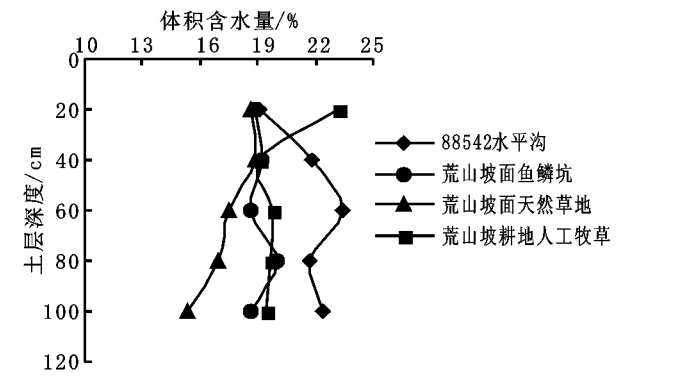 体积含水量/%
10 13 16 19 22 25
0
20
40
60
80
100
120
土层深度/cm
88542水平沟
荒山坡面鱼鳞坑
荒山坡面天然草地
荒山坡耕地人工牧草